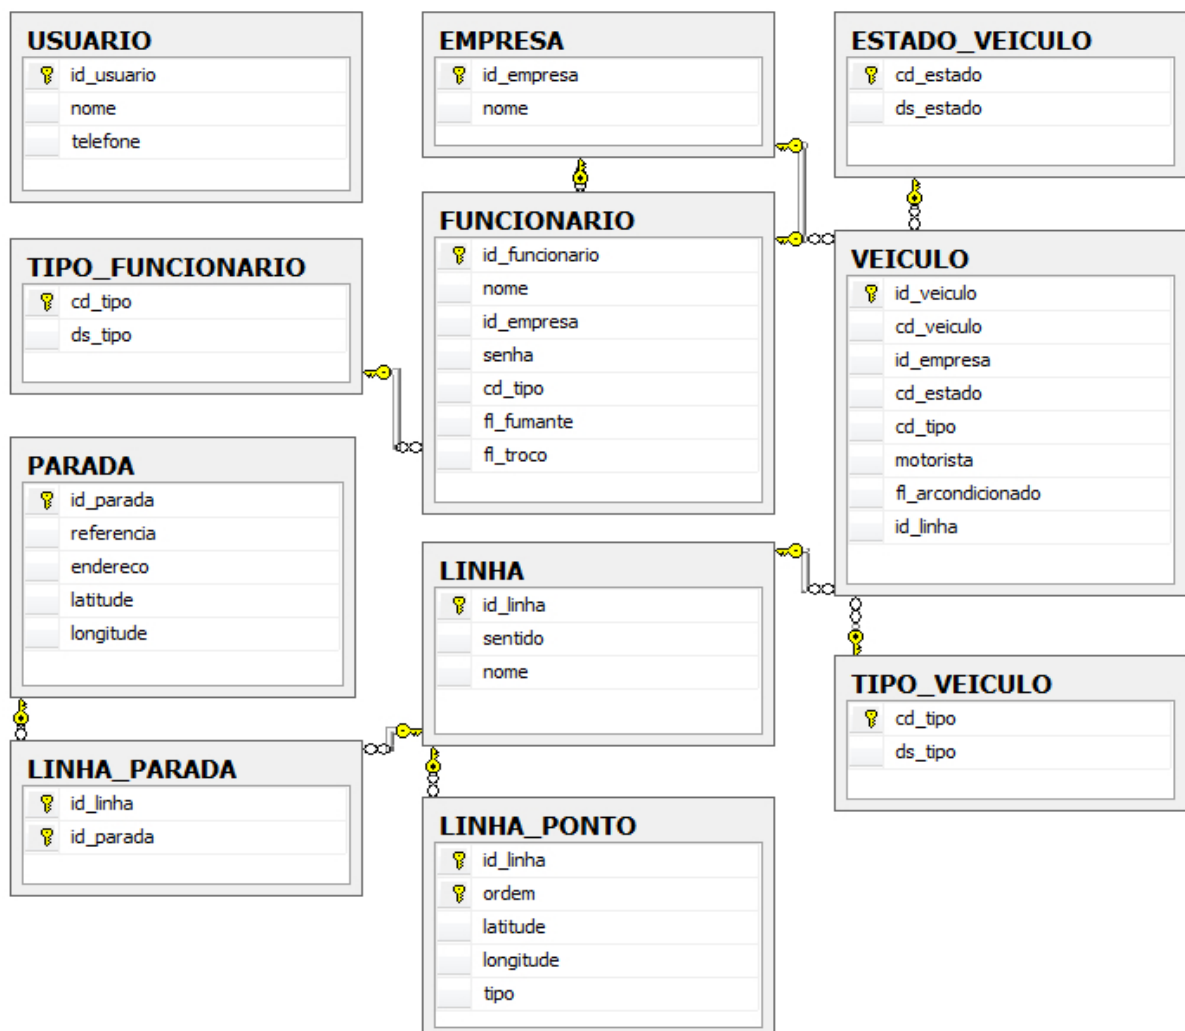 USUARIO
id_usuario
nome
telefone
EMPRESA
id_empresa
nome
ESTADO_VEICULO
cd_estado
ds_estado
TIPO_FUNCIONARIO
cd_tipo
ds_tipo
FUNCIONARIO
id_funcionario
nome
id_empresa
senha
cd_tipo
fl_fumante
fl_troco
VEICULO
id_veiculo
cd_veiculo
id_empresa
cd_estado
cd_tipo
motorista
fl_arcondicionado
id_linha
PARADA
id_parada
referencia
endereco
latitude
longitude
LINHA
id_linha
sentido
nome
TIPO_VEICULO
cd_tipo
ds_tipo
LINHA_PARADA
id_linha
id_parada
LINHA_PONTO
id_linha
ordem
latitude
longitude
tipo